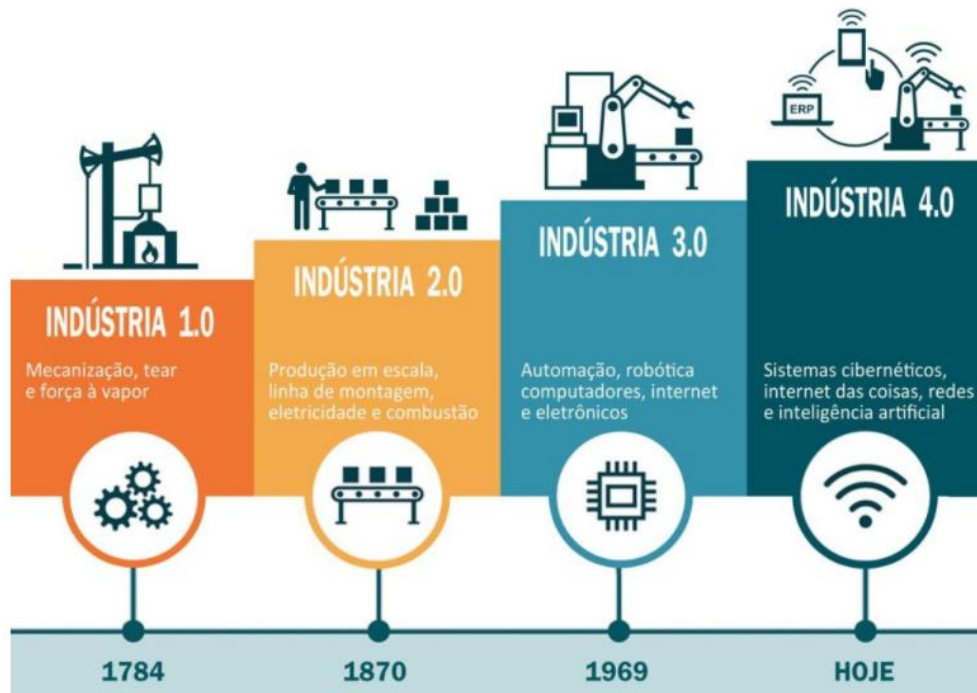 ERP
INDÚSTRIA 1.0
Mecanização, tear
e força à vapor
INDÚSTRIA 2.0
Produção em escala,
linha de montagem,
eletricidade e combustão
INDÚSTRIA 3.0
Automação, robótica
computadores, internet
e eletrônicos
INDÚSTRIA 4.0
Sistemas cibernéticos,
internet das coisas, redes
e inteligência artificial
1784
1870
1969
HOJE